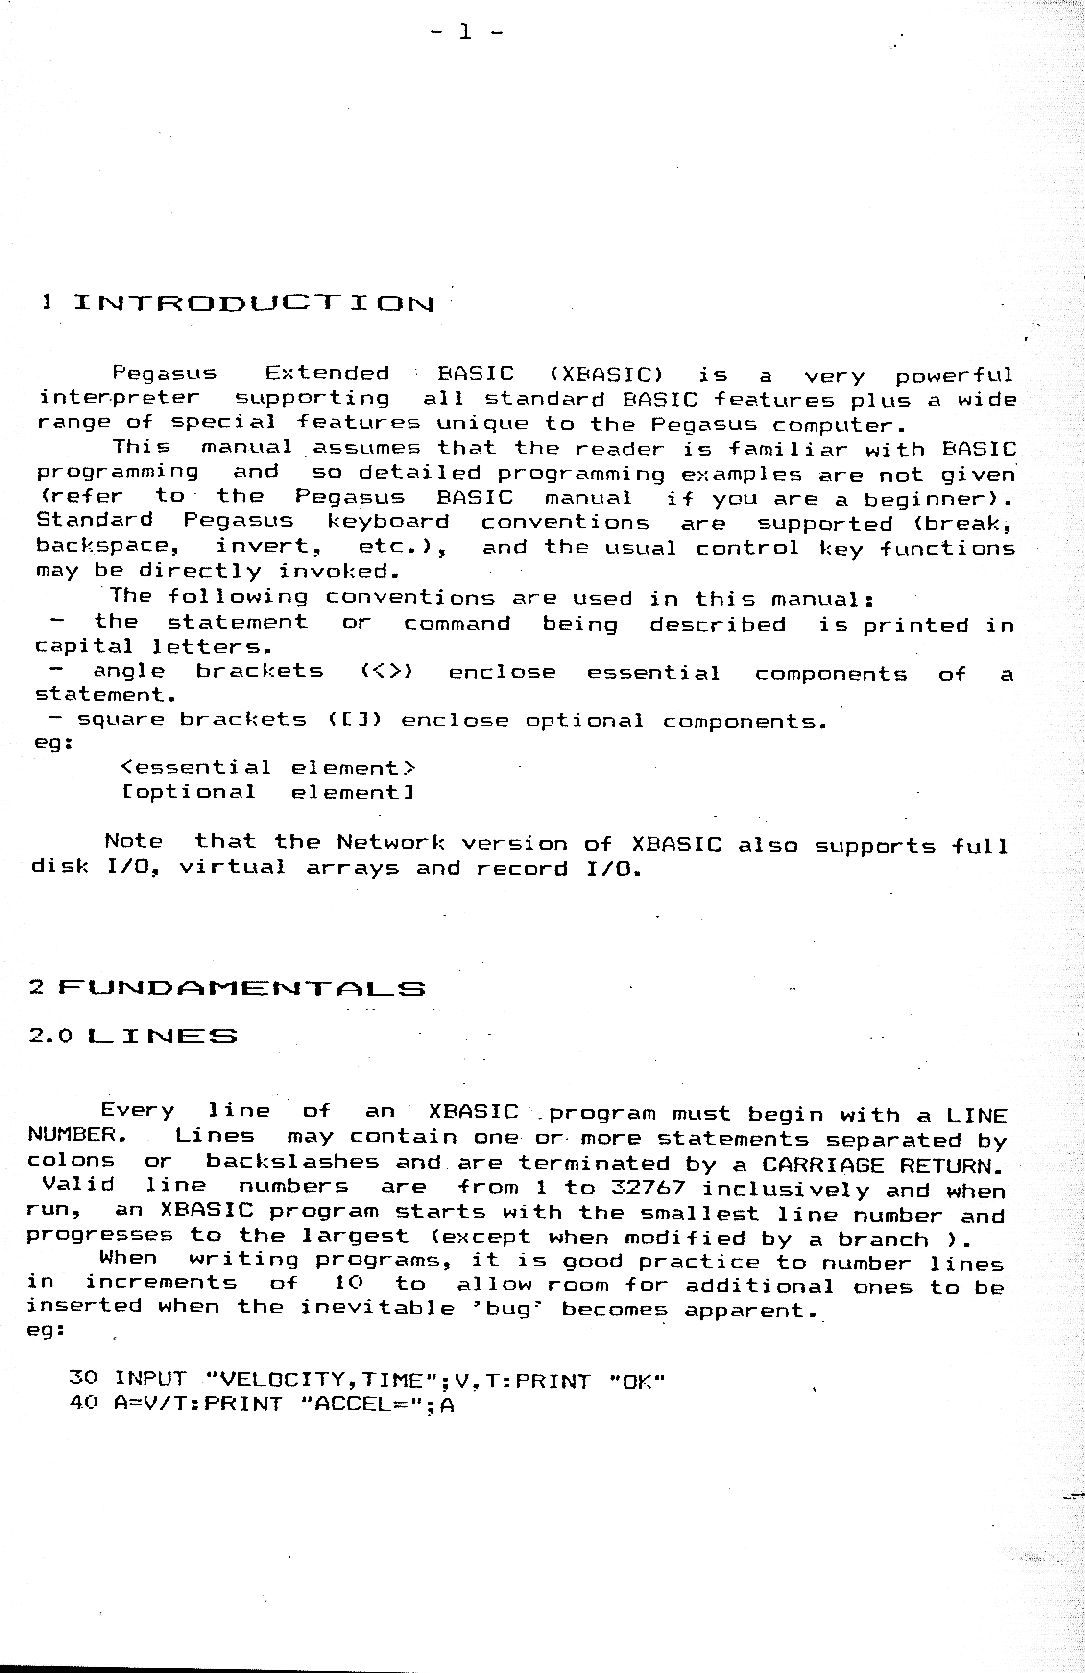 - 1 -
1 INTRODUCTION
Pegasus Extended BASIC (XBASIC) is a very powerful
interpreter supporting all standard BASIC features plus a wide
range of special features unique to the Pegasus computer.
This manual assumes that the reader is familiar with BASIC
programming and so detailed programming examples are not given
(refer to the Pegasus BASIC manual if you are a beginner).
Standard Pegasus keyboard conventions are supported (break,
backspace, invert, etc.), and the usual control key functions
may be directly invoked.
The following conventions are used in this manual:
- the statement or command being described is printed in
capital letters.
- angle brackets (<>) enclose essential components of a
statement.
- square brackets ([]) enclose optional components.
eg:
<essential element>
[optional element]
Note that the Network version of XBASIC also supports full
disk I/O, virtual arrays and record I/O.
2 FUNDAMENTALS
2.0 LINES
Every line of an XBASIC program must begin with a LINE
NUMBER. Lines may contain one or more statements separated by
colons or backslashes and are terminated by a CARRIAGE RETURN.
Valid line numbers are from 1 to 32767 inclusively and when
run, an XBASIC program starts with the smallest line number and
progresses to the largest (except when modified by a branch ).
When writing programs, it is good practice to number lines
in increments of 10 to allow room for additional ones to be
inserted when the inevitable 'bug' becomes apparent.
eg:
30 INPUT "VELOCITY,TIME";V,T:PRINT "OK"
40 A=V/T:PRINT "ACCEL=";A